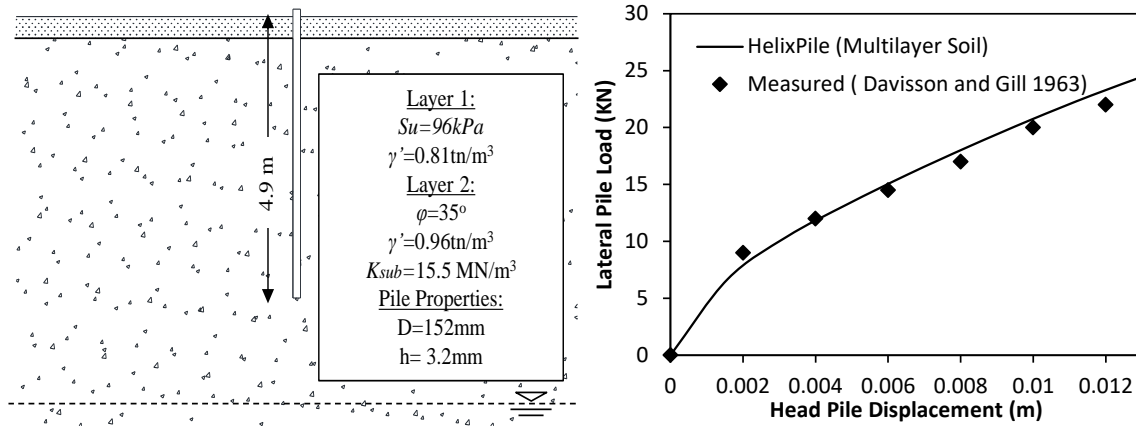 4.9 m
Layer 1:
Su=96kPa
γ’=0.81tn/m³
Layer 2:
φ=35º
γ’=0.96tn/m³
Ksub=15.5 MN/m³
Pile Properties:
D=152mm
h= 3.2mm
30
25
20
15
10
5
0
Lateral Pile Load (KN)
HelixPile (Multilayer Soil)
Measured ( Davisson and Gill 1963)
0 0.002 0.004 0.006 0.008 0.01 0.012
Head Pile Displacement (m)